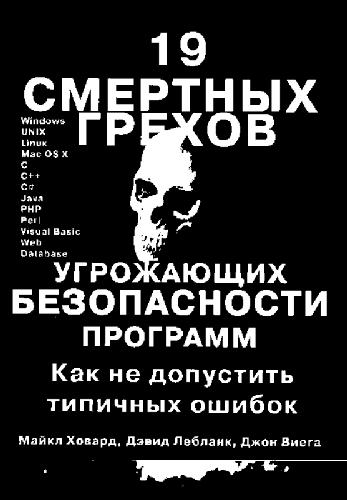 19
СМЕРТНЫХ
ГРЕХОВ
Windows
UNIX
Linux
Mac OS X
C
C++
C#
Java
PHP
Perl
Visual Basic
Web
Database
УГРОЖАЮЩИХ
БЕЗОПАСНОСТИ
ПРОГРАММ
Как не допустить
типичных ошибок
Майкл Ховард, Дэвид Лебланк, Джон Виега